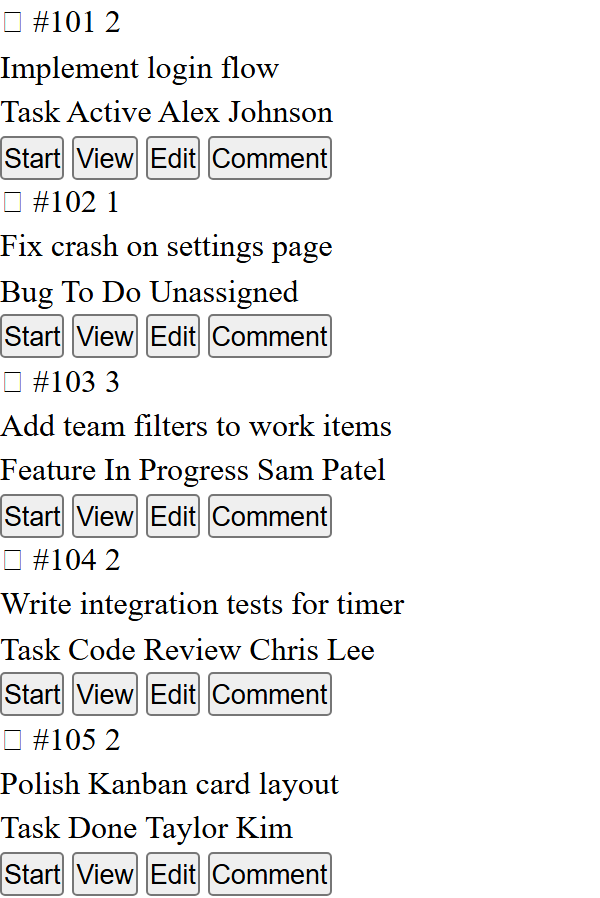 #101 2
Implement login flow
Task Active Alex Johnson
Start View Edit Comment
#102 1
Fix crash on settings page
Bug To Do Unassigned
Start View Edit Comment
#103 3
Add team filters to work items
Feature In Progress Sam Patel
Start View Edit Comment
#104 2
Write integration tests for timer
Task Code Review Chris Lee
Start View Edit Comment
#105 2
Polish Kanban card layout
Task Done Taylor Kim
Start View Edit Comment